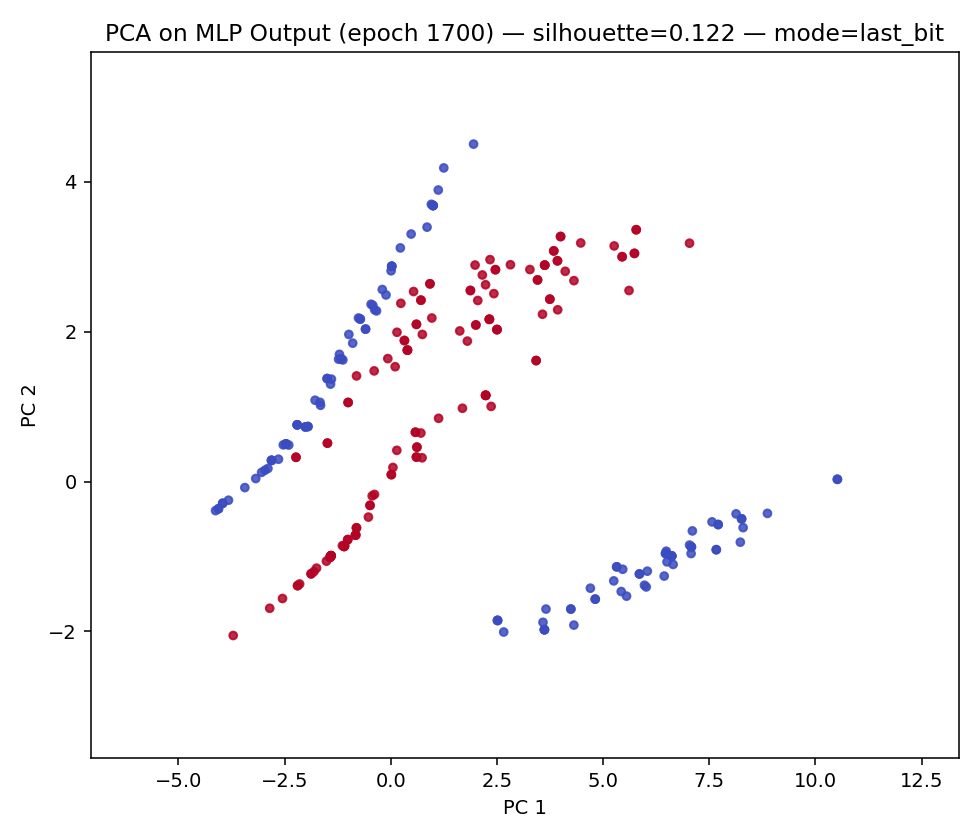 PCA on MLP Output (epoch 1700) — silhouette=0.122 — mode=last_bit
4
2
0
−2
PC 2
−5.0 −2.5 0.0 2.5 5.0 7.5 10.0 12.5
PC 1